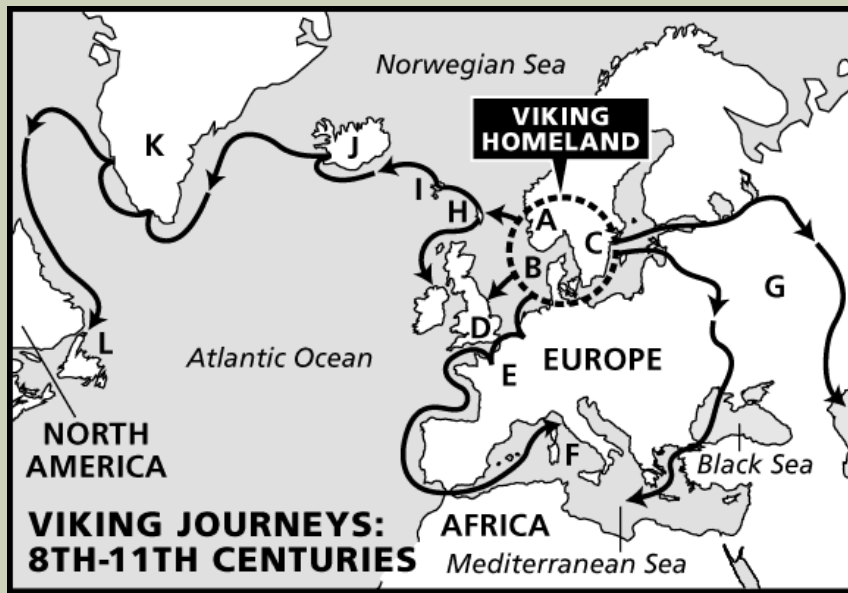 Norwegian Sea
VIKING
HOMELAND
K
J
I
H
A
C
B
G
D
L
Atlantic Ocean
E
EUROPE
NORTH
AMERICA
F
Black Sea
VIKING JOURNEYS:
8TH-11TH CENTURIES
AFRICA
Mediterranean Sea